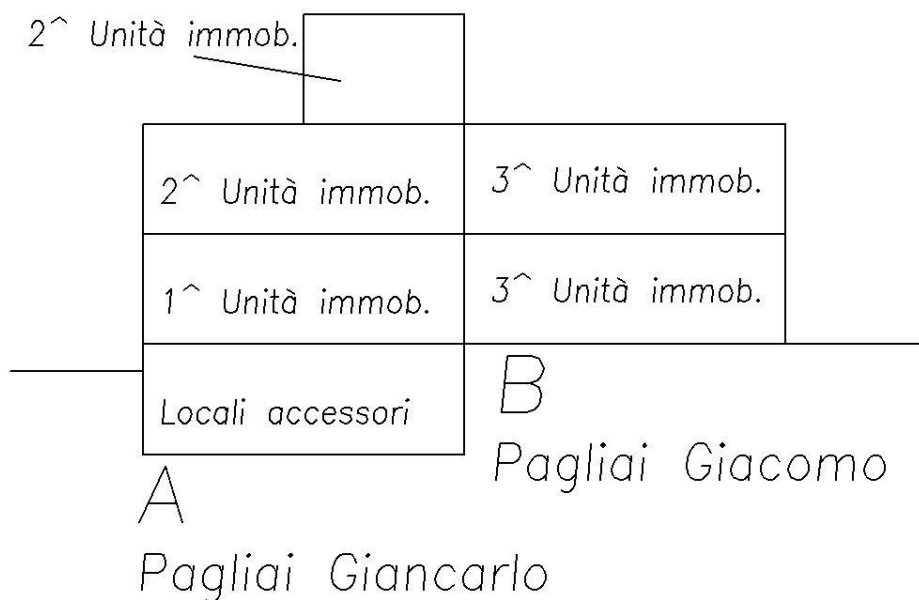 2^ Unità immob.
2^ Unità immob.
3^ Unità immob.
1^ Unità immob.
3^ Unità immob.
Locali accessori
B
Pagliai Giacomo
A
Pagliai Giancarlo